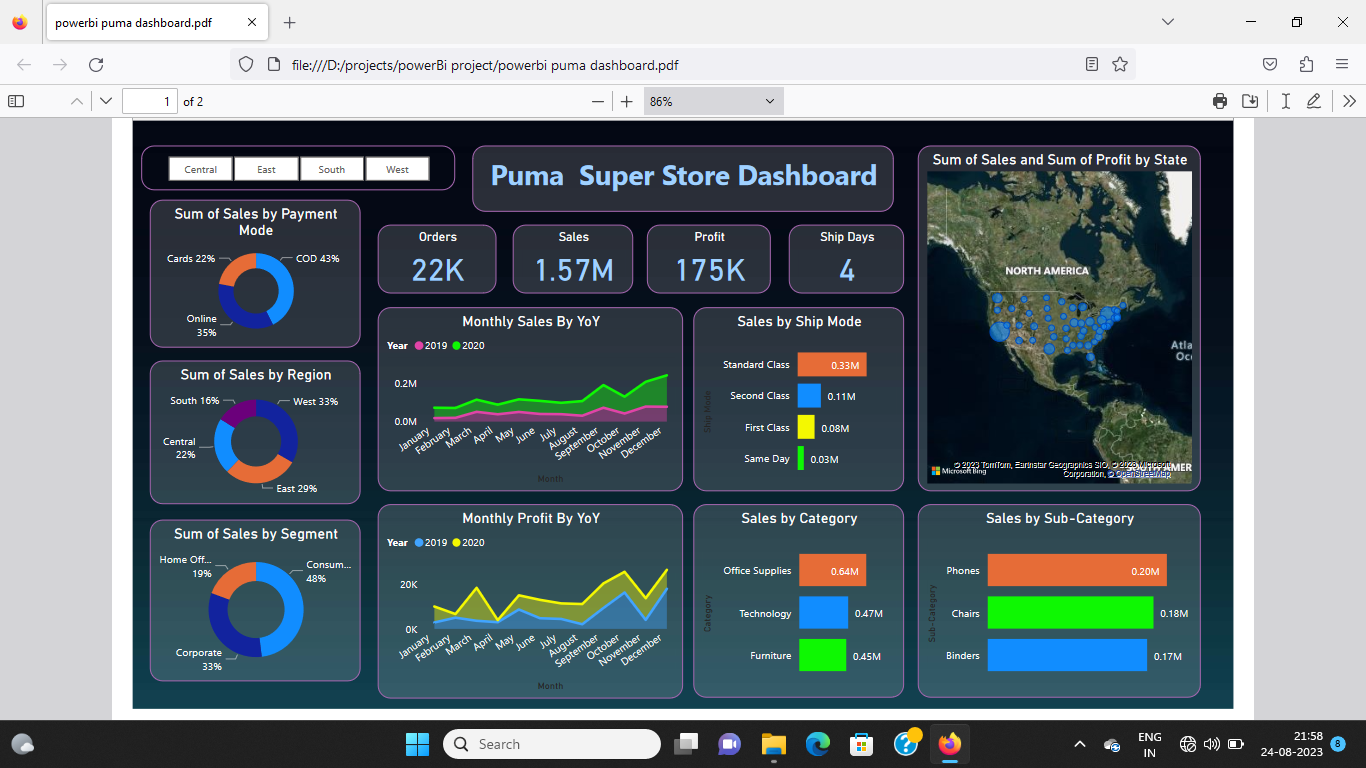 powerbi puma dashboard.pdf
file:///D:/projects/powerBi project/powerbi puma dashboard.pdf
1 of 2
86%
Central East South West
Puma Super Store Dashboard
Sum of Sales by Payment
Mode
Cards 22%
COD 43%
Online
35%
Orders
22K
Sales
1.57M
Profit
175K
Ship Days
4
Sum of Sales and Sum of Profit by State
NORTH AMERICA
Atla
Oc
SOUTH AMER
Microsoft Bing
© 2023 TomTom, Earthstar Geographics SIO, © 2023 Microsoft
Corporation, © OpenStreetMap
Sum of Sales by Region
South 16%
West 33%
Central
22%
East 29%
Monthly Sales By YoY
Year 2019 2020
0.2M
0.0M
January
February
March
April
May
June
July
August
September
October
November
December
Month
Sales by Ship Mode
Ship Mode
Standard Class 0.33M
Second Class 0.11M
First Class 0.08M
Same Day 0.03M
Sum of Sales by Segment
Home Off...
19%
Consum...
48%
Corporate
33%
Monthly Profit By YoY
Year 2019 2020
20K
0K
January
February
March
April
May
June
July
August
September
October
November
December
Month
Sales by Category
Category
Office Supplies 0.64M
Technology 0.47M
Furniture 0.45M
Sales by Sub-Category
Sub-Category
Phones 0.20M
Chairs 0.18M
Binders 0.17M
Search
ENG
IN
21:58
24-08-2023
8